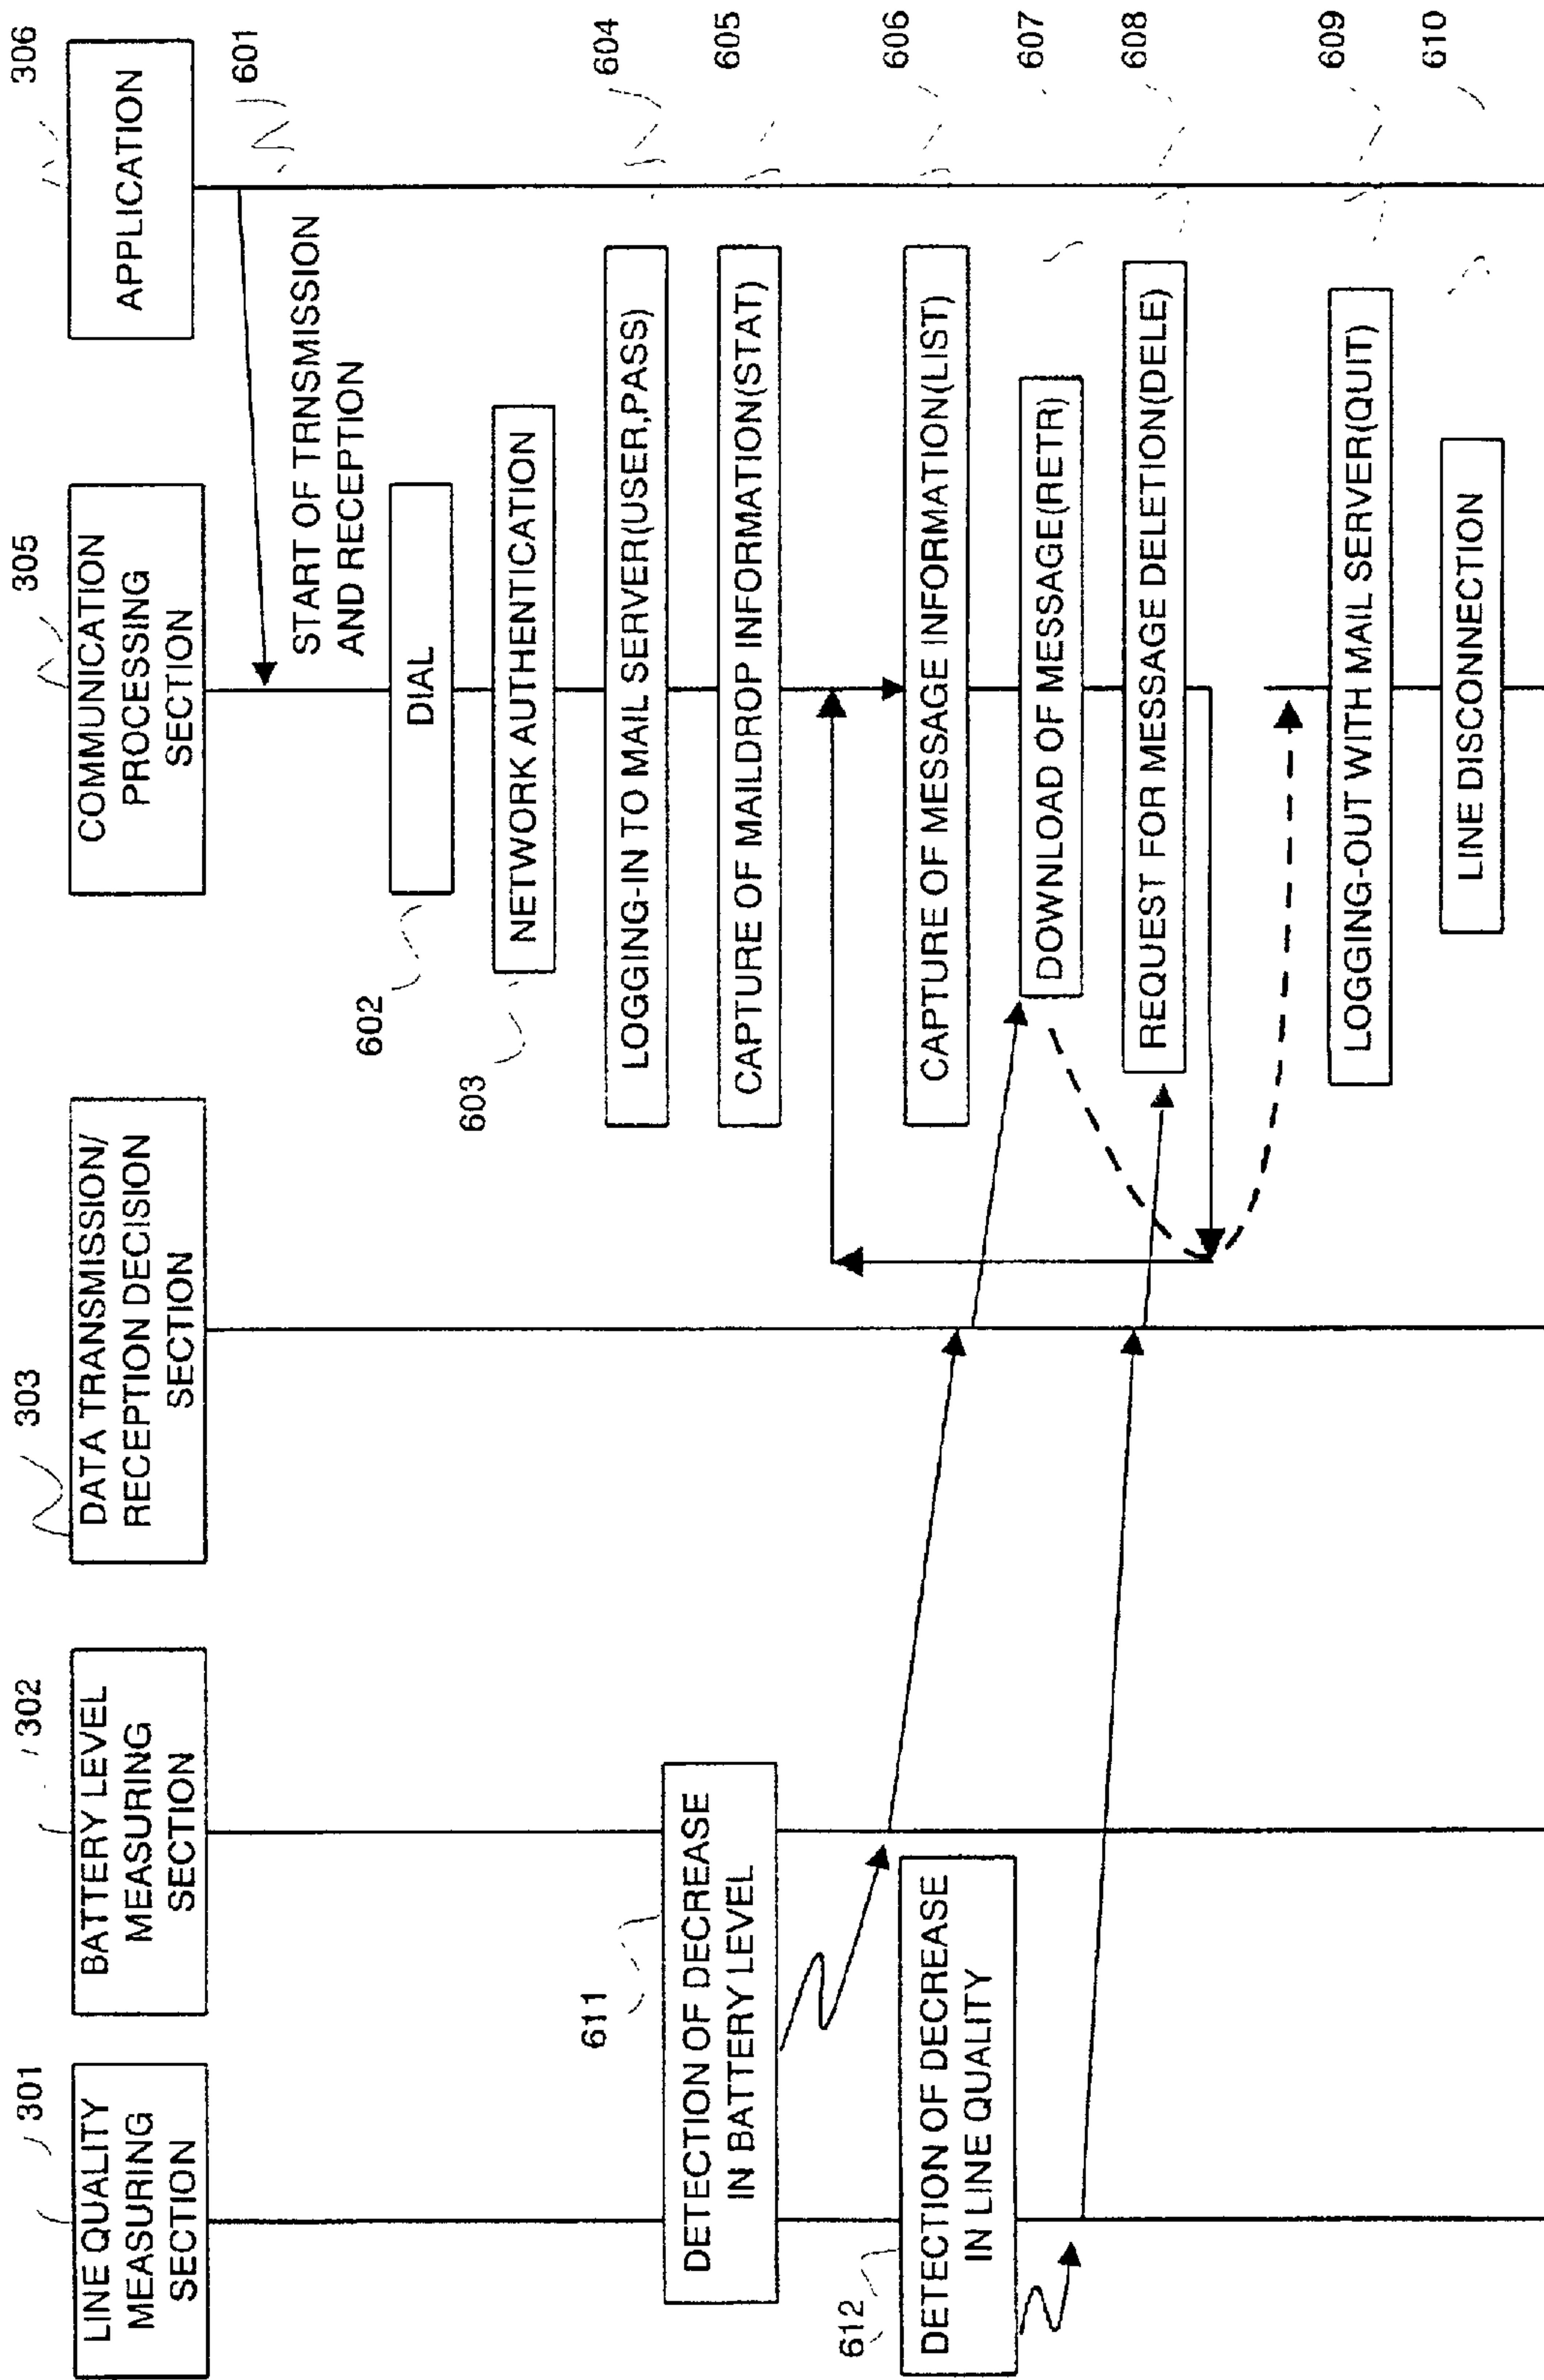 301
LINE QUALITY
MEASURING
SECTION
302
BATTERY LEVEL
MEASURING
SECTION
303
DATA TRANSMISSION/
RECEPTION DECISION
SECTION
305
COMMUNICATION
PROCESSING
SECTION
306
APPLICATION
601
START OF TRNSMISSION
AND RECEPTION
602
DIAL
603
NETWORK AUTHENTICATION
604
LOGGING-IN TO MAIL SERVER(USER,PASS)
605
CAPTURE OF MAILDROP INFORMATION(STAT)
611
DETECTION OF DECREASE
IN BATTERY LEVEL
606
CAPTURE OF MESSAGE INFORMATION(LIST)
612
DETECTION OF DECREASE
IN LINE QUALITY
607
DOWNLOAD OF MESSAGE(RETR)
608
REQUEST FOR MESSAGE DELETION(DELE)
609
LOGGING-OUT WITH MAIL SERVER(QUIT)
610
LINE DISCONNECTION